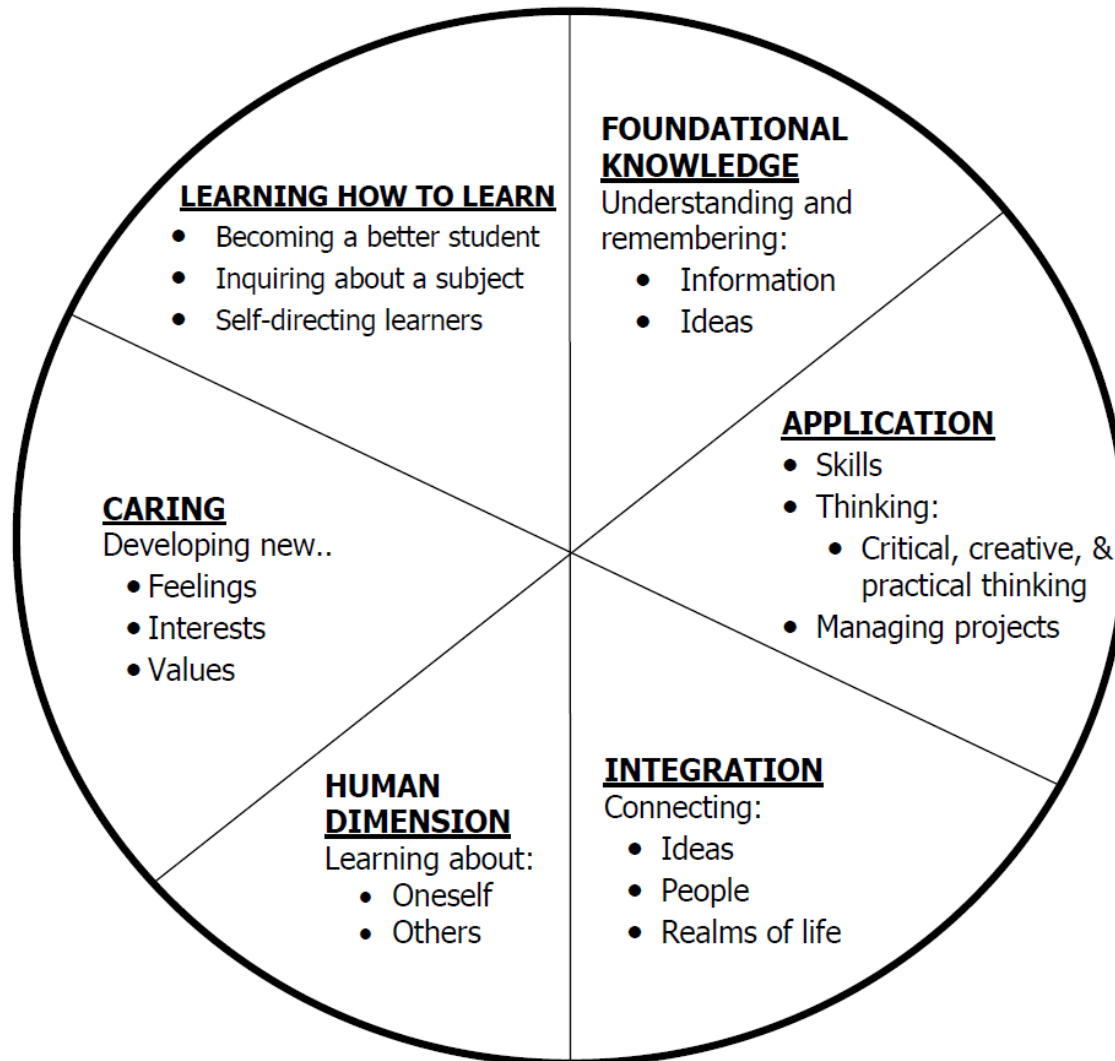 FOUNDATIONAL
KNOWLEDGE
Understanding and
remembering:
• Information
• Ideas
APPLICATION
• Skills
• Thinking:
• Critical, creative, &
practical thinking
• Managing projects
INTEGRATION
Connecting:
• Ideas
• People
• Realms of life
HUMAN
DIMENSION
Learning about:
• Oneself
• Others
CARING
Developing new..
• Feelings
• Interests
• Values
LEARNING HOW TO LEARN
• Becoming a better student
• Inquiring about a subject
• Self-directing learners